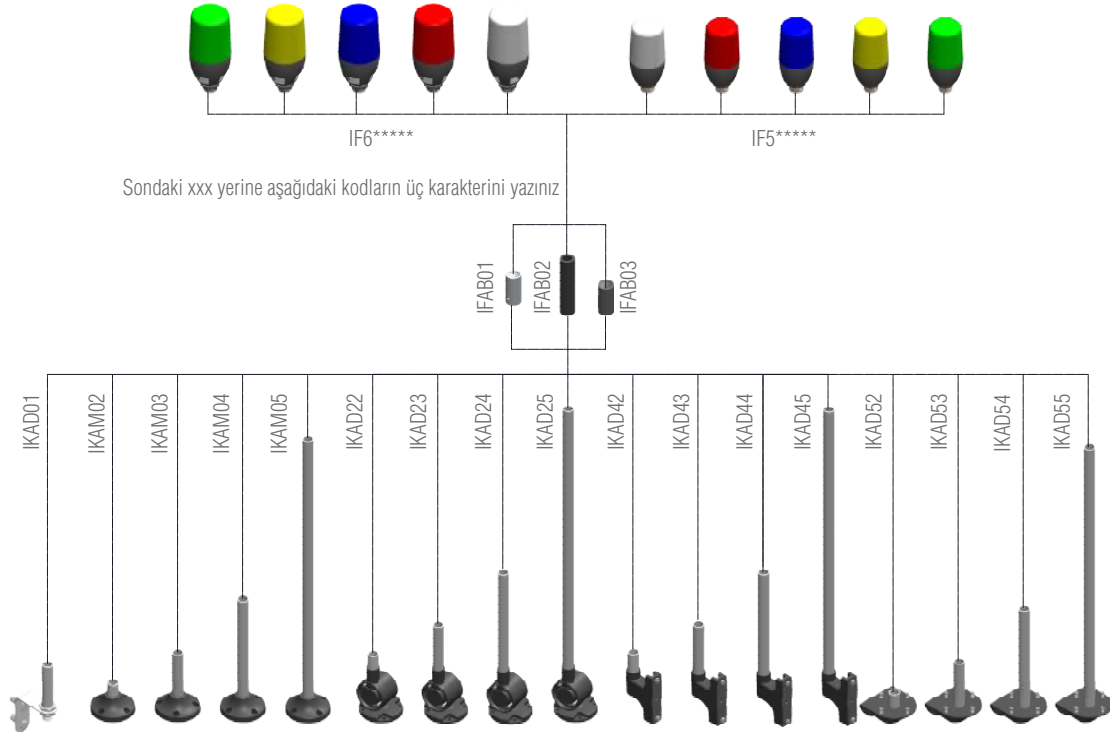 IF6*****
IF5*****
Sondaki xxx yerine aşağıdaki kodların üç karakterini yazınız
IFAB01
IFAB02
IFAB03
IKAD01
IKAM02
IKAM03
IKAM04
IKAM05
IKAD22
IKAD23
IKAD24
IKAD25
IKAD42
IKAD43
IKAD44
IKAD45
IKAD52
IKAD53
IKAD54
IKAD55